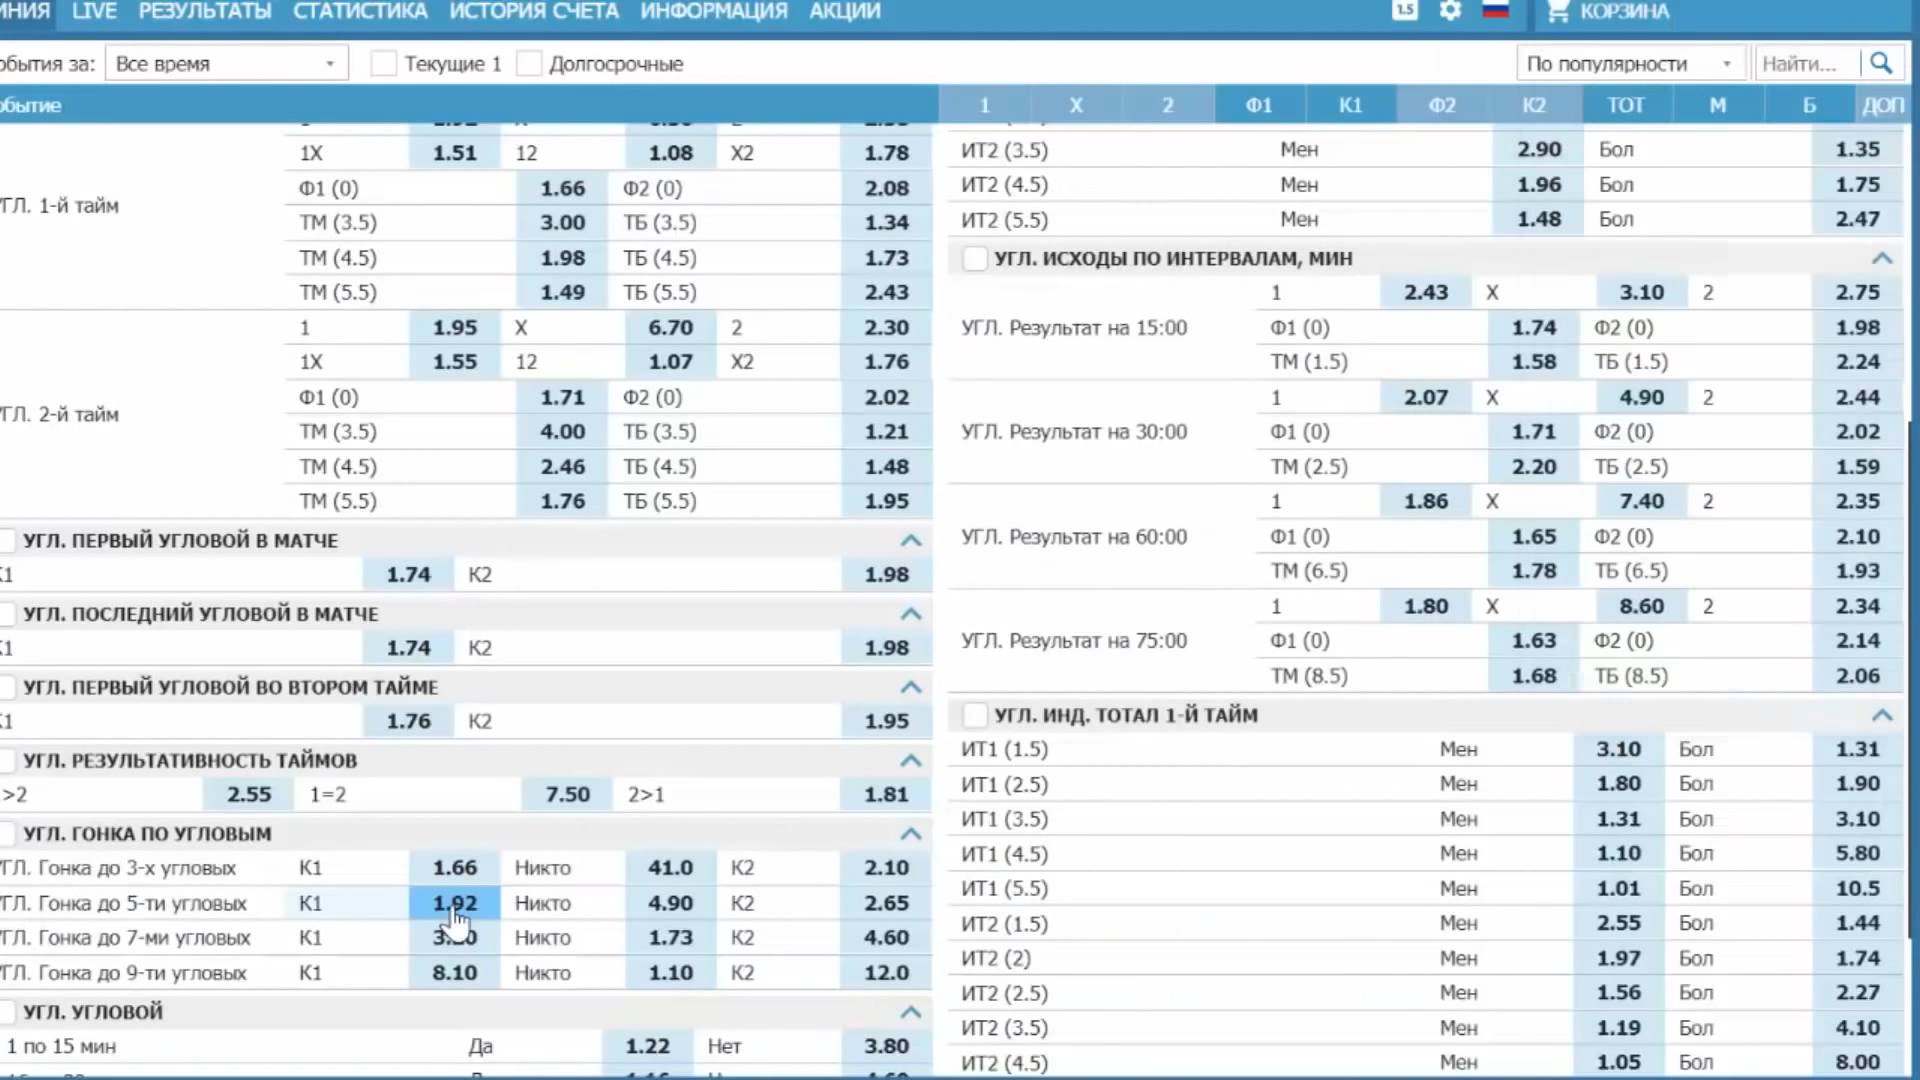 ИНИЯ LIVE РЕЗУЛЬТАТЫ СТАТИСТИКА ИСТОРИЯ СЧЕТА ИНФОРМАЦИЯ АКЦИИ 1.5 КОРЗИНА
обытия за: Все время Текущие 1 Долгосрочные По популярности Найти...
обытие 1 X 2 Ф1 К1 Ф2 К2 ТОТ М Б ДОП
1X 1.51 12 1.08 X2 1.78
УГЛ. 1-й тайм
Ф1 (0) 1.66 Ф2 (0) 2.08
ТМ (3.5) 3.00 ТБ (3.5) 1.34
ТМ (4.5) 1.98 ТБ (4.5) 1.73
ТМ (5.5) 1.49 ТБ (5.5) 2.43
1 1.95 X 6.70 2 2.30
1X 1.55 12 1.07 X2 1.76
УГЛ. 2-й тайм
Ф1 (0) 1.71 Ф2 (0) 2.02
ТМ (3.5) 4.00 ТБ (3.5) 1.21
ТМ (4.5) 2.46 ТБ (4.5) 1.48
ТМ (5.5) 1.76 ТБ (5.5) 1.95
УГЛ. ПЕРВЫЙ УГЛОВОЙ В МАТЧЕ
К1 1.74 К2 1.98
УГЛ. ПОСЛЕДНИЙ УГЛОВОЙ В МАТЧЕ
К1 1.74 К2 1.98
УГЛ. ПЕРВЫЙ УГЛОВОЙ ВО ВТОРОМ ТАЙМЕ
К1 1.76 К2 1.95
УГЛ. РЕЗУЛЬТАТИВНОСТЬ ТАЙМОВ
>2 2.55 1=2 7.50 2>1 1.81
УГЛ. ГОНКА ПО УГЛОВЫМ
УГЛ. Гонка до 3-х угловых К1 1.66 Никто 41.0 К2 2.10
УГЛ. Гонка до 5-ти угловых К1 1.92 Никто 4.90 К2 2.65
УГЛ. Гонка до 7-ми угловых К1 Никто 1.73 К2 4.60
УГЛ. Гонка до 9-ти угловых К1 8.10 Никто 1.10 К2 12.0
УГЛ. УГЛОВОЙ
1 по 15 мин Да 1.22 Нет 3.80
ИТ2 (3.5) Мен 2.90 Бол 1.35
ИТ2 (4.5) Мен 1.96 Бол 1.75
ИТ2 (5.5) Мен 1.48 Бол 2.47
УГЛ. ИСХОДЫ ПО ИНТЕРВАЛАМ, МИН
1 2.43 X 3.10 2 2.75
УГЛ. Результат на 15:00 Ф1 (0) 1.74 Ф2 (0) 1.98
ТМ (1.5) 1.58 ТБ (1.5) 2.24
1 2.07 X 4.90 2 2.44
УГЛ. Результат на 30:00 Ф1 (0) 1.71 Ф2 (0) 2.02
ТМ (2.5) 2.20 ТБ (2.5) 1.59
1 1.86 X 7.40 2 2.35
УГЛ. Результат на 60:00 Ф1 (0) 1.65 Ф2 (0) 2.10
ТМ (6.5) 1.78 ТБ (6.5) 1.93
1 1.80 X 8.60 2 2.34
УГЛ. Результат на 75:00 Ф1 (0) 1.63 Ф2 (0) 2.14
ТМ (8.5) 1.68 ТБ (8.5) 2.06
УГЛ. ИНД. ТОТАЛ 1-Й ТАЙМ
ИТ1 (1.5) Мен 3.10 Бол 1.31
ИТ1 (2.5) Мен 1.80 Бол 1.90
ИТ1 (3.5) Мен 1.31 Бол 3.10
ИТ1 (4.5) Мен 1.10 Бол 5.80
ИТ1 (5.5) Мен 1.01 Бол 10.5
ИТ2 (1.5) Мен 2.55 Бол 1.44
ИТ2 (2) Мен 1.97 Бол 1.74
ИТ2 (2.5) Мен 1.56 Бол 2.27
ИТ2 (3.5) Мен 1.19 Бол 4.10
ИТ2 (4.5) Мен 1.05 Бол 8.00